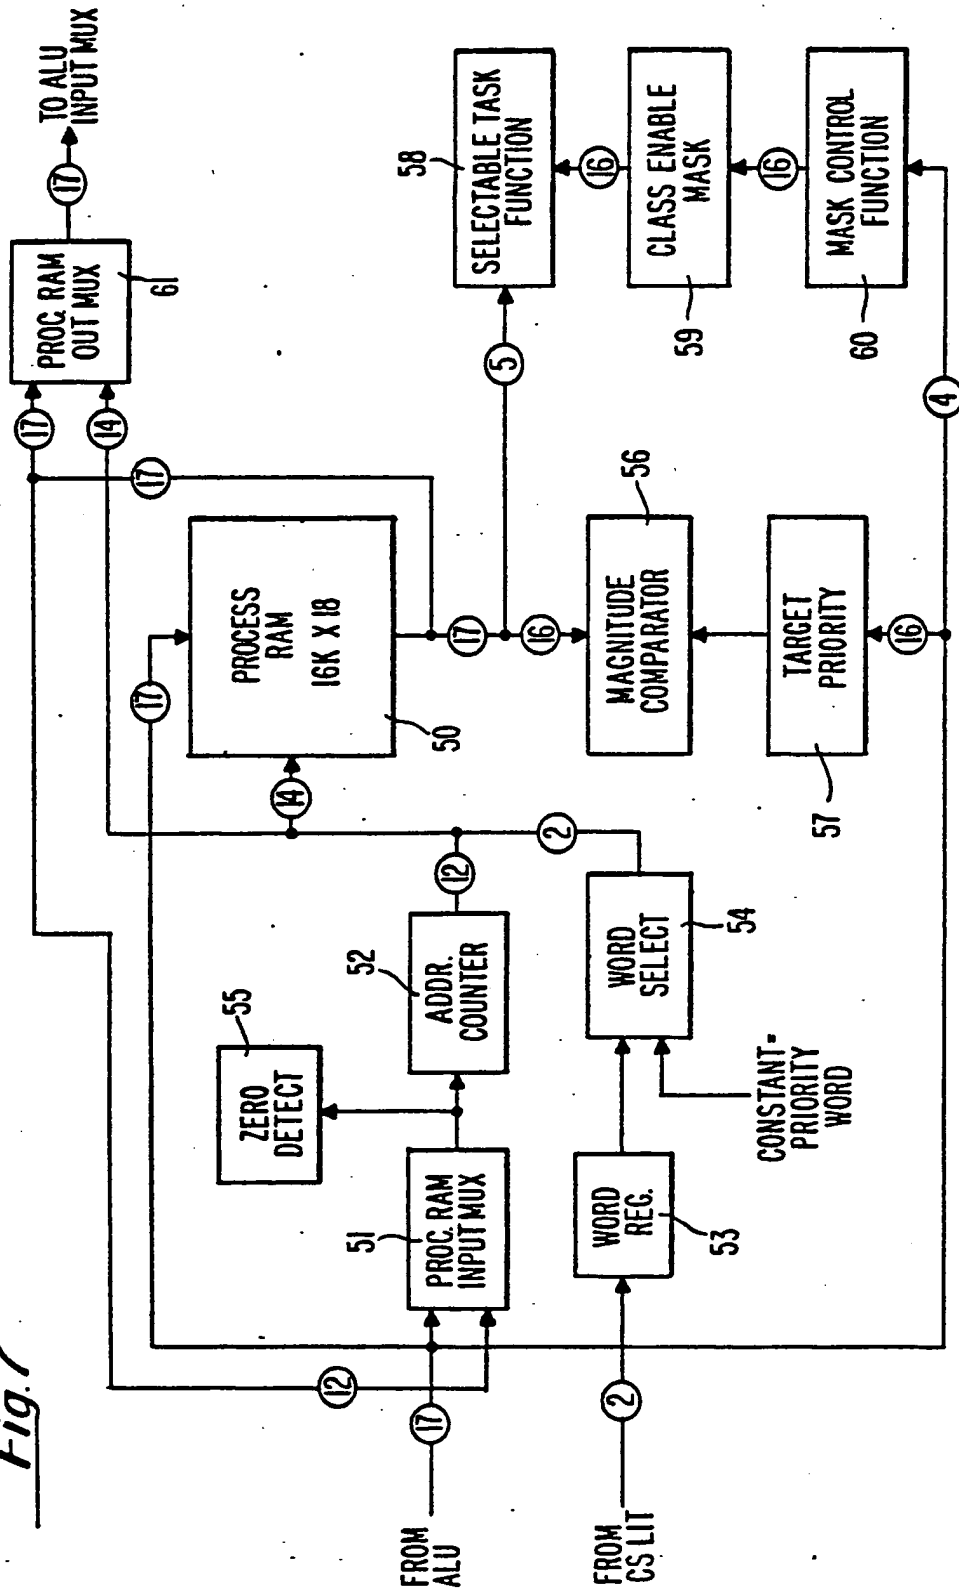 Fig. 7
FROM
ALU
17
12
FROM
CS LIT
2
PROC. RAM
INPUT MUX
51
ZERO
DETECT
55
ADDR.
COUNTER
52
12
WORD
REG.
53
WORD
SELECT
54
CONSTANT=
PRIORITY
WORD
2
14
17
PROCESS
RAM
16K X 18
50
17
17
14
17
PROC. RAM
OUT MUX
61
17
TO ALU
INPUT MUX
17
16
5
MAGNITUDE
COMPARATOR
56
TARGET
PRIORITY
57
16
4
SELECTABLE TASK
FUNCTION
58
16
CLASS ENABLE
MASK
59
16
MASK CONTROL
FUNCTION
60